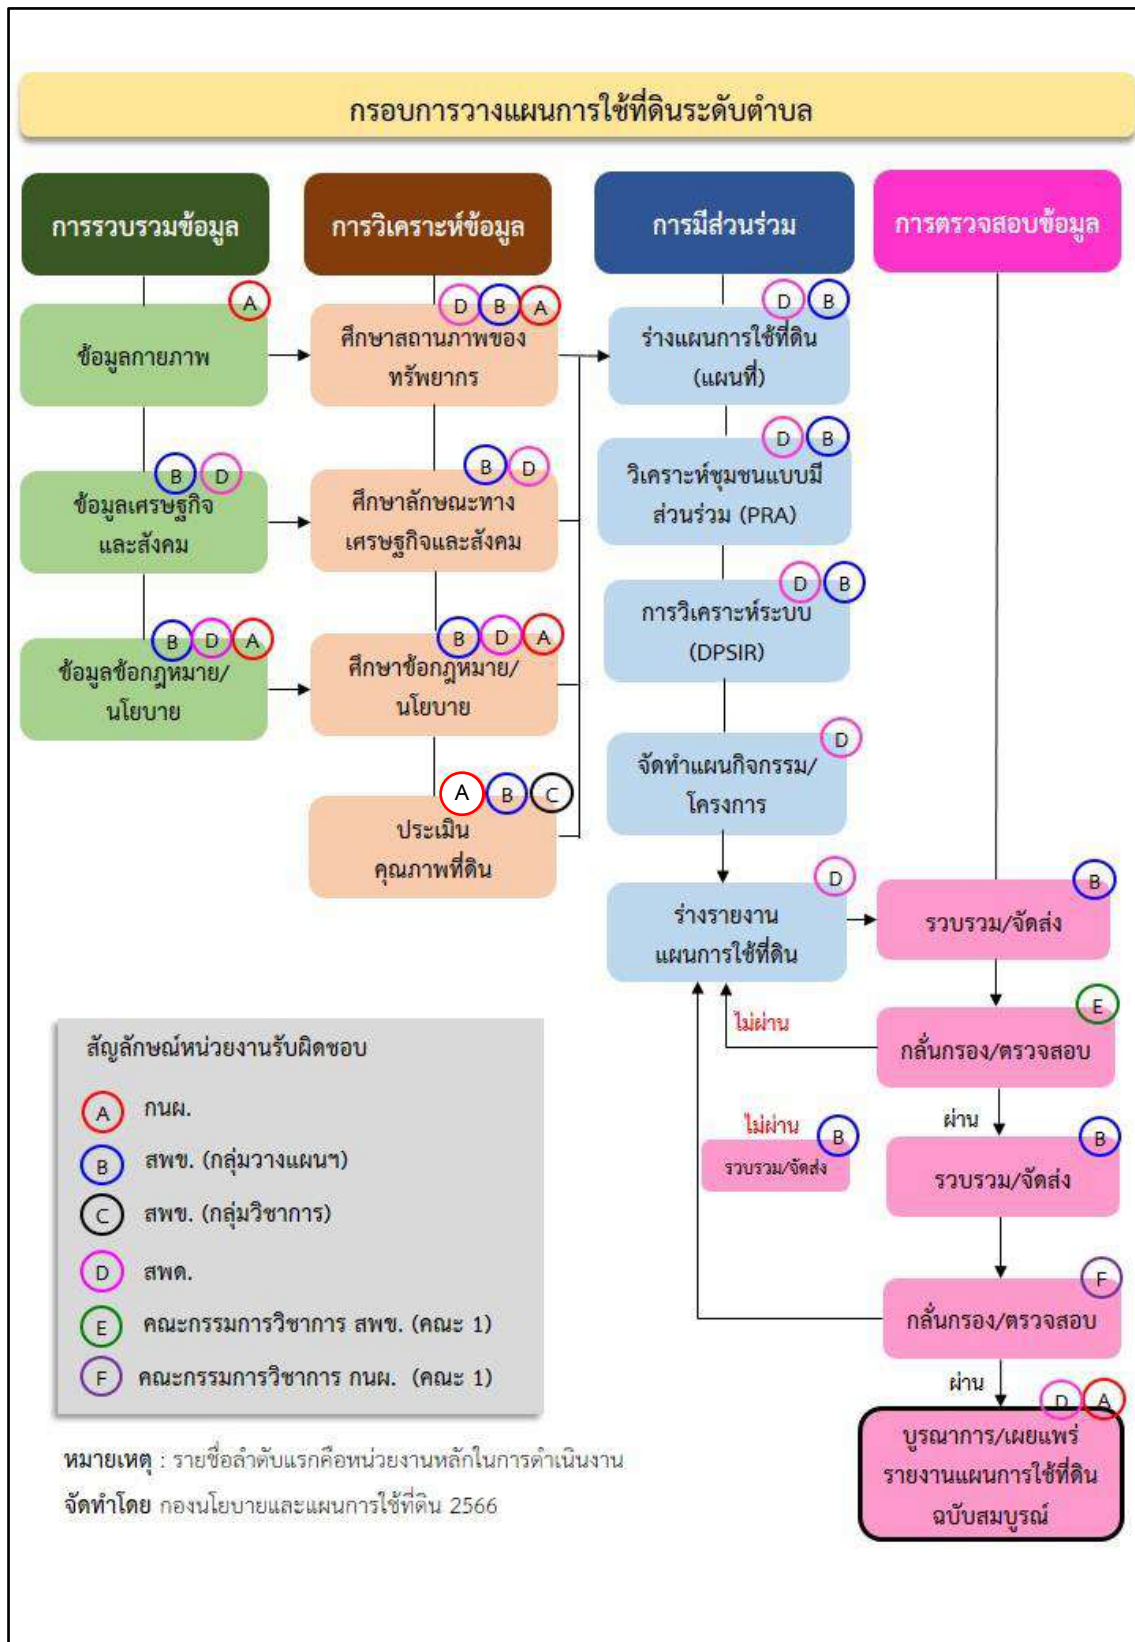 กรอบการวางแผนการใช้ที่ดินระดับตำบล
การรวบรวมข้อมูล
A
ข้อมูลกายภาพ
B D
ข้อมูลเศรษฐกิจ
และสังคม
B D A
ข้อมูลข้อกฎหมาย/
นโยบาย
การวิเคราะห์ข้อมูล
D B A
ศึกษาสถานภาพของ
ทรัพยากร
B D
ศึกษาลักษณะทาง
เศรษฐกิจและสังคม
B D A
ศึกษาข้อกฎหมาย/
นโยบาย
A B C
ประเมิน
คุณภาพที่ดิน
การมีส่วนร่วม
D B
ร่างแผนการใช้ที่ดิน
(แผนที่)
D B
วิเคราะห์ชุมชนแบบมี
ส่วนร่วม (PRA)
D B
การวิเคราะห์ระบบ
(DPSIR)
D
จัดทำแผนกิจกรรม/
โครงการ
D
ร่างรายงาน
แผนการใช้ที่ดิน
การตรวจสอบข้อมูล
B
รวบรวม/จัดส่ง
E
ไม่ผ่าน
กลั่นกรอง/ตรวจสอบ
ผ่าน
ไม่ผ่าน
B
รวบรวม/จัดส่ง
B
รวบรวม/จัดส่ง
F
กลั่นกรอง/ตรวจสอบ
ผ่าน
D A
บูรณาการ/เผยแพร่
รายงานแผนการใช้ที่ดิน
ฉบับสมบูรณ์
สัญลักษณ์หน่วยงานรับผิดชอบ
A กนผ.
B สพข. (กลุ่มวางแผนฯ)
C สพข. (กลุ่มวิชาการ)
D สพด.
E คณะกรรมการวิชาการ สพข. (คณะ 1)
F คณะกรรมการวิชาการ กนผ. (คณะ 1)
หมายเหตุ : รายชื่อลำดับแรกคือหน่วยงานหลักในการดำเนินงาน
จัดทำโดย กองนโยบายและแผนการใช้ที่ดิน 2566